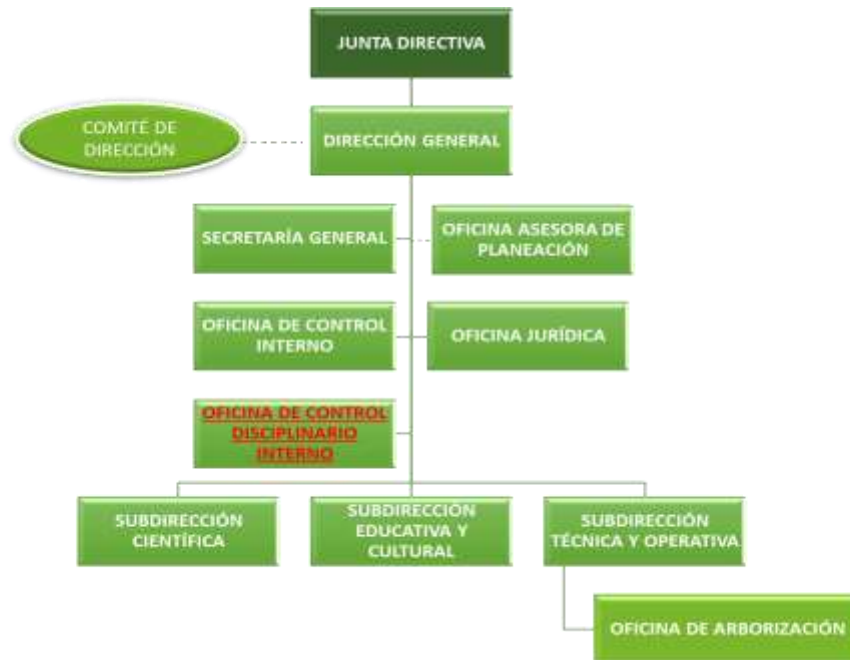 JUNTA DIRECTIVA
COMITÉ DE
DIRECCIÓN
DIRECCIÓN GENERAL
SECRETARÍA GENERAL
OFICINA ASESORA DE
PLANEACIÓN
OFICINA DE CONTROL
INTERNO
OFICINA JURÍDICA
OFICINA DE CONTROL
DISCIPLINARIO
INTERNO
SUBDIRECCIÓN
CIENTÍFICA
SUBDIRECCIÓN
EDUCATIVA Y
CULTURAL
SUBDIRECCIÓN
TÉCNICA Y OPERATIVA
OFICINA DE ARBORIZACIÓN